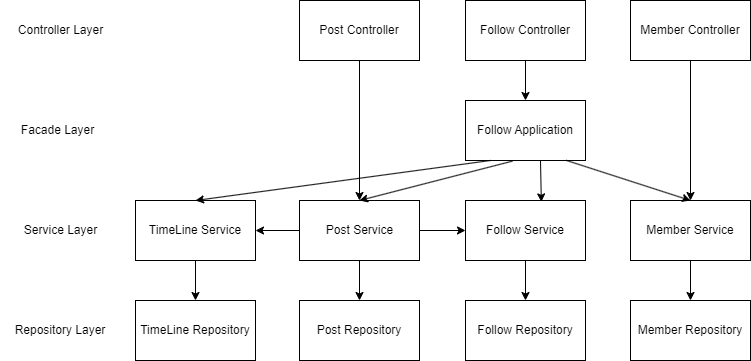 Controller Layer
Post Controller
Follow Controller
Member Controller
Facade Layer
Follow Application
Service Layer
TimeLine Service
Post Service
Follow Service
Member Service
Repository Layer
TimeLine Repository
Post Repository
Follow Repository
Member Repository